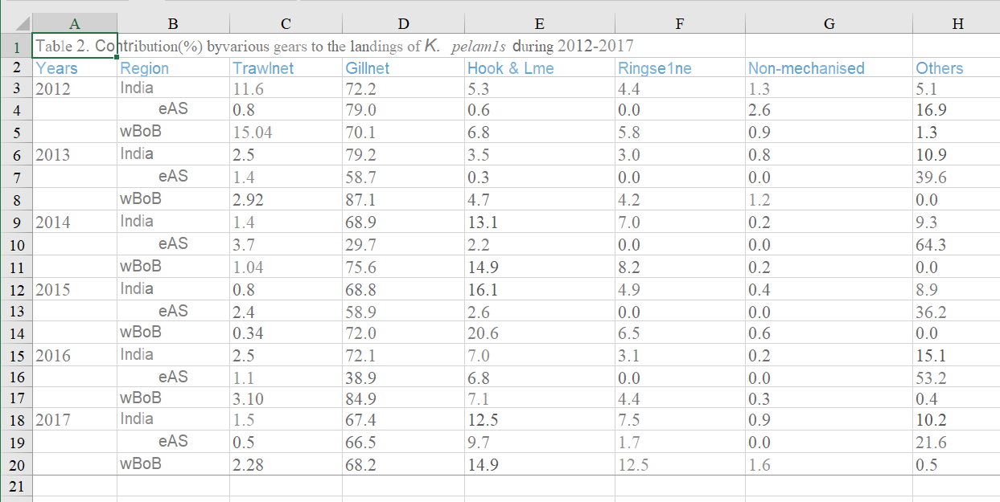 A B C D E F G H
1 Table 2. Contribution(%) byvarious gears to the landings of K. pelam1s during 2012-2017
2 Years Region Trawlnet Gillnet Hook & Lme Ringse1ne Non-mechanised Others
3 2012 India 11.6 72.2 5.3 4.4 1.3 5.1
4 eAS 0.8 79.0 0.6 0.0 2.6 16.9
5 wBoB 15.04 70.1 6.8 5.8 0.9 1.3
6 2013 India 2.5 79.2 3.5 3.0 0.8 10.9
7 eAS 1.4 58.7 0.3 0.0 0.0 39.6
8 wBoB 2.92 87.1 4.7 4.2 1.2 0.0
9 2014 India 1.4 68.9 13.1 7.0 0.2 9.3
10 eAS 3.7 29.7 2.2 0.0 0.0 64.3
11 wBoB 1.04 75.6 14.9 8.2 0.2 0.0
12 2015 India 0.8 68.8 16.1 4.9 0.4 8.9
13 eAS 2.4 58.9 2.6 0.0 0.0 36.2
14 wBoB 0.34 72.0 20.6 6.5 0.6 0.0
15 2016 India 2.5 72.1 7.0 3.1 0.2 15.1
16 eAS 1.1 38.9 6.8 0.0 0.0 53.2
17 wBoB 3.10 84.9 7.1 4.4 0.3 0.4
18 2017 India 1.5 67.4 12.5 7.5 0.9 10.2
19 eAS 0.5 66.5 9.7 1.7 0.0 21.6
20 wBoB 2.28 68.2 14.9 12.5 1.6 0.5
21